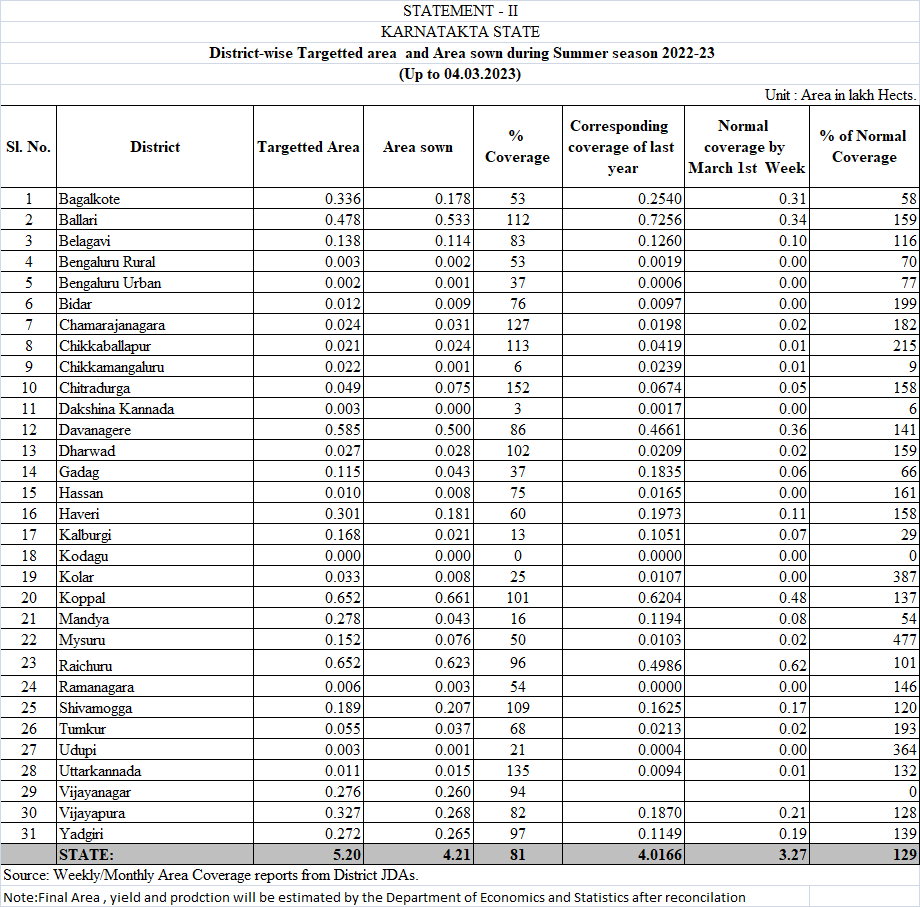 STATEMENT - II
KARNATAKTA STATE
District-wise Targetted area and Area sown during Summer season 2022-23
(Up to 04.03.2023)
Unit : Area in lakh Hects.
Sl. No. District Targetted Area Area sown % Coverage Corresponding coverage of last year Normal coverage by March 1st Week % of Normal Coverage
1 Bagalkote 0.336 0.178 53 0.2540 0.31 58
2 Ballari 0.478 0.533 112 0.7256 0.34 159
3 Belagavi 0.138 0.114 83 0.1260 0.10 116
4 Bengaluru Rural 0.003 0.002 53 0.0019 0.00 70
5 Bengaluru Urban 0.002 0.001 37 0.0006 0.00 77
6 Bidar 0.012 0.009 76 0.0097 0.00 199
7 Chamarajanagara 0.024 0.031 127 0.0198 0.02 182
8 Chikkaballapur 0.021 0.024 113 0.0419 0.01 215
9 Chikkamangaluru 0.022 0.001 6 0.0239 0.01 9
10 Chitradurga 0.049 0.075 152 0.0674 0.05 158
11 Dakshina Kannada 0.003 0.000 3 0.0017 0.00 6
12 Davanagere 0.585 0.500 86 0.4661 0.36 141
13 Dharwad 0.027 0.028 102 0.0209 0.02 159
14 Gadag 0.115 0.043 37 0.1835 0.06 66
15 Hassan 0.010 0.008 75 0.0165 0.00 161
16 Haveri 0.301 0.181 60 0.1973 0.11 158
17 Kalburgi 0.168 0.021 13 0.1051 0.07 29
18 Kodagu 0.000 0.000 0 0.0000 0.00 0
19 Kolar 0.033 0.008 25 0.0107 0.00 387
20 Koppal 0.652 0.661 101 0.6204 0.48 137
21 Mandya 0.278 0.043 16 0.1194 0.08 54
22 Mysuru 0.152 0.076 50 0.0103 0.02 477
23 Raichuru 0.652 0.623 96 0.4986 0.62 101
24 Ramanagara 0.006 0.003 54 0.0000 0.00 146
25 Shivamogga 0.189 0.207 109 0.1625 0.17 120
26 Tumkur 0.055 0.037 68 0.0213 0.02 193
27 Udupi 0.003 0.001 21 0.0004 0.00 364
28 Uttarkannada 0.011 0.015 135 0.0094 0.01 132
29 Vijayanagar 0.276 0.260 94 0
30 Vijayapura 0.327 0.268 82 0.1870 0.21 128
31 Yadgiri 0.272 0.265 97 0.1149 0.19 139
STATE: 5.20 4.21 81 4.0166 3.27 129
Source: Weekly/Monthly Area Coverage reports from District JDAs.
Note:Final Area , yield and prodction will be estimated by the Department of Economics and Statistics after reconcilation